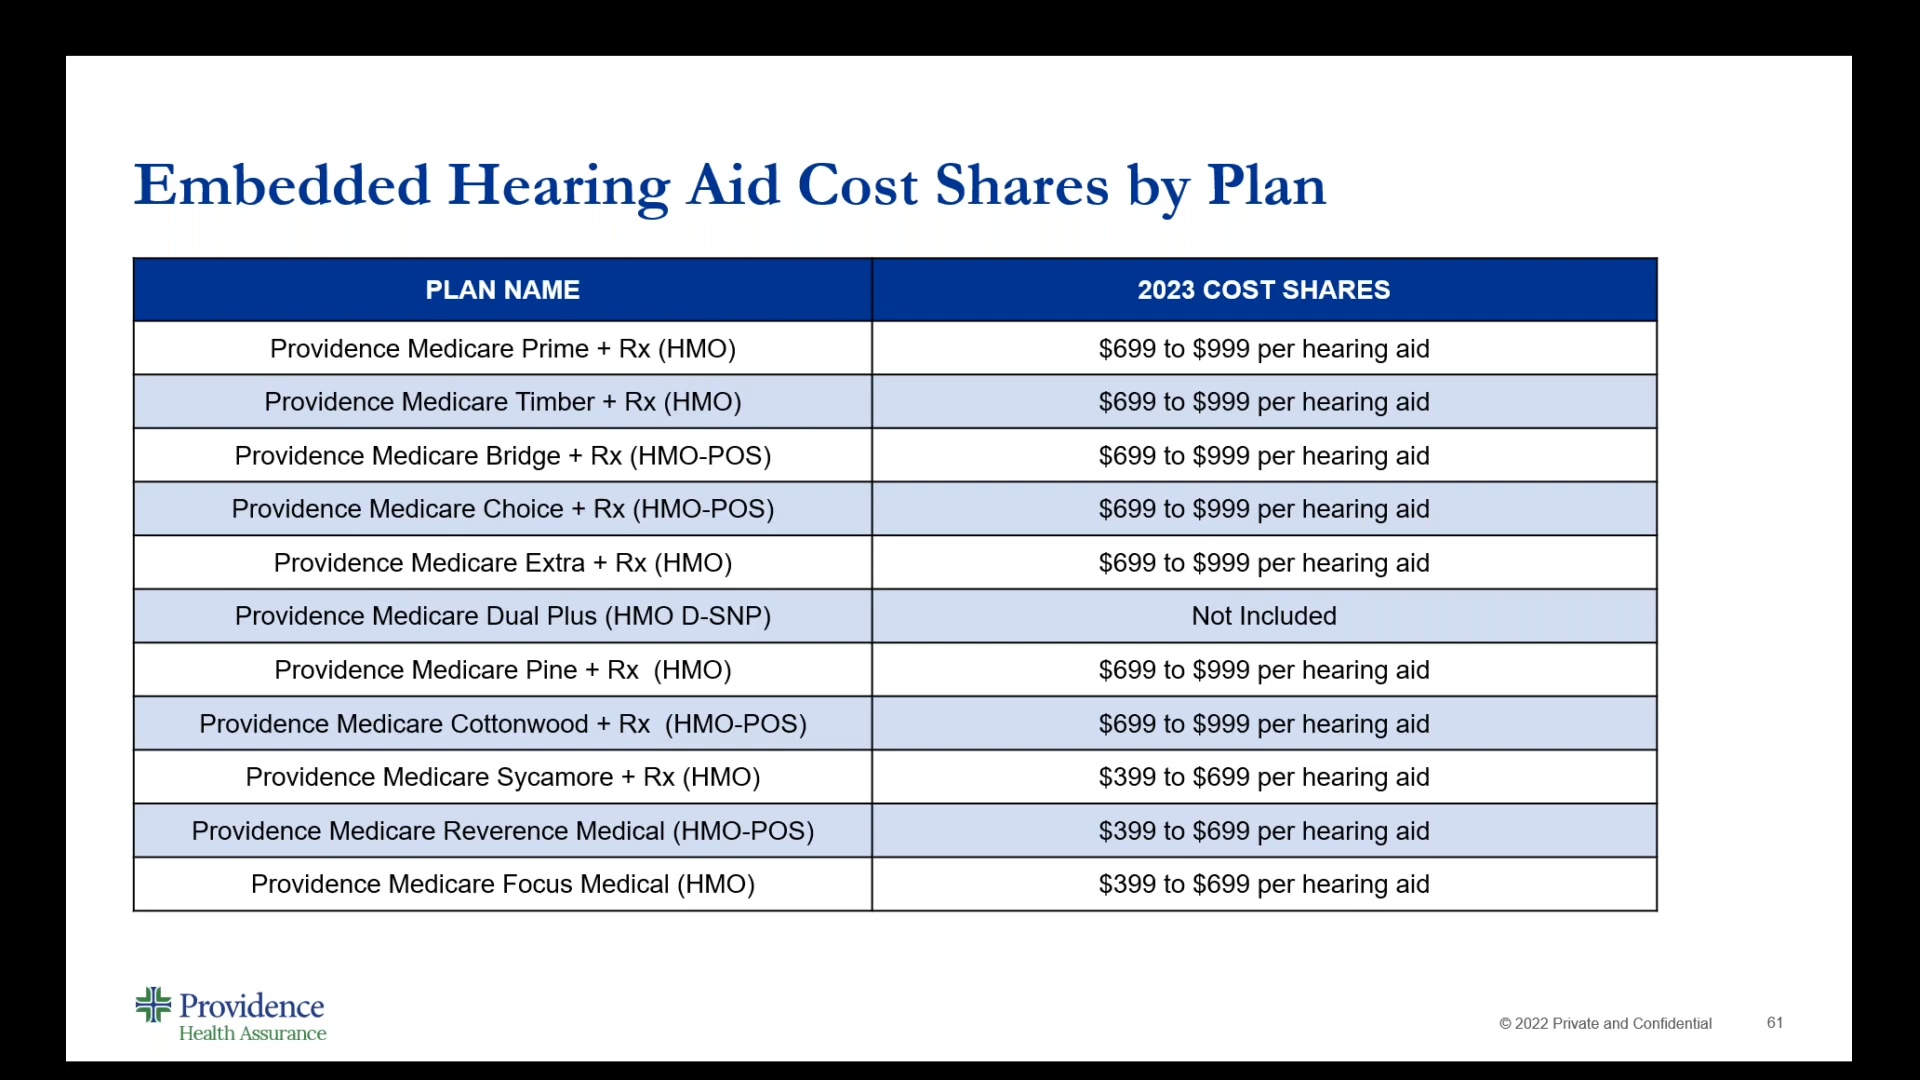 Embedded Hearing Aid Cost Shares by Plan
PLAN NAME 2023 COST SHARES
Providence Medicare Prime + Rx (HMO) $699 to $999 per hearing aid
Providence Medicare Timber + Rx (HMO) $699 to $999 per hearing aid
Providence Medicare Bridge + Rx (HMO-POS) $699 to $999 per hearing aid
Providence Medicare Choice + Rx (HMO-POS) $699 to $999 per hearing aid
Providence Medicare Extra + Rx (HMO) $699 to $999 per hearing aid
Providence Medicare Dual Plus (HMO D-SNP) Not Included
Providence Medicare Pine + Rx (HMO) $699 to $999 per hearing aid
Providence Medicare Cottonwood + Rx (HMO-POS) $699 to $999 per hearing aid
Providence Medicare Sycamore + Rx (HMO) $399 to $699 per hearing aid
Providence Medicare Reverence Medical (HMO-POS) $399 to $699 per hearing aid
Providence Medicare Focus Medical (HMO) $399 to $699 per hearing aid
Providence
Health Assurance
© 2022 Private and Confidential 61